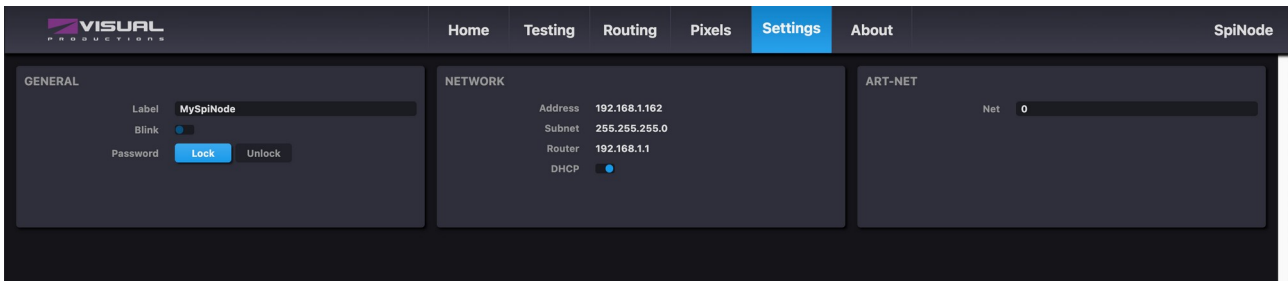 VISUAL
PRODUCTIONS
Home Testing Routing Pixels Settings About SpiNode
GENERAL
Label MySpiNode
Blink
Password Lock Unlock
NETWORK
Address 192.168.1.162
Subnet 255.255.255.0
Router 192.168.1.1
DHCP
ART-NET
Net 0